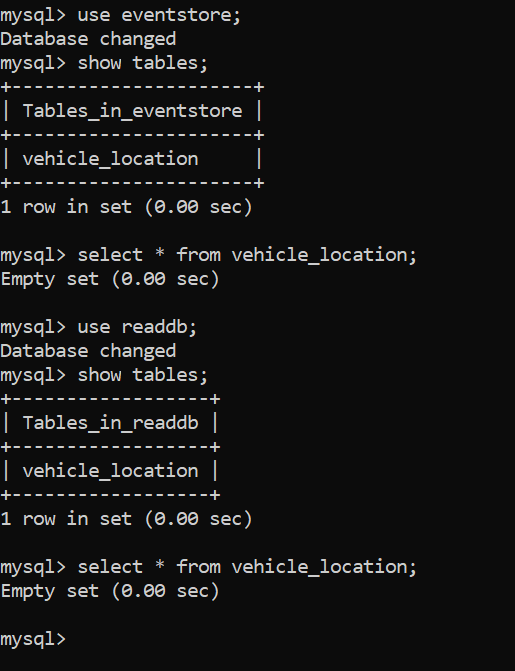 mysql> use eventstore;
Database changed
mysql> show tables;
+----------------------+
| Tables_in_eventstore |
+----------------------+
| vehicle_location     |
+----------------------+
1 row in set (0.00 sec)

mysql> select * from vehicle_location;
Empty set (0.00 sec)

mysql> use readdb;
Database changed
mysql> show tables;
+------------------+
| Tables_in_readdb |
+------------------+
| vehicle_location |
+------------------+
1 row in set (0.00 sec)

mysql> select * from vehicle_location;
Empty set (0.00 sec)

mysql>